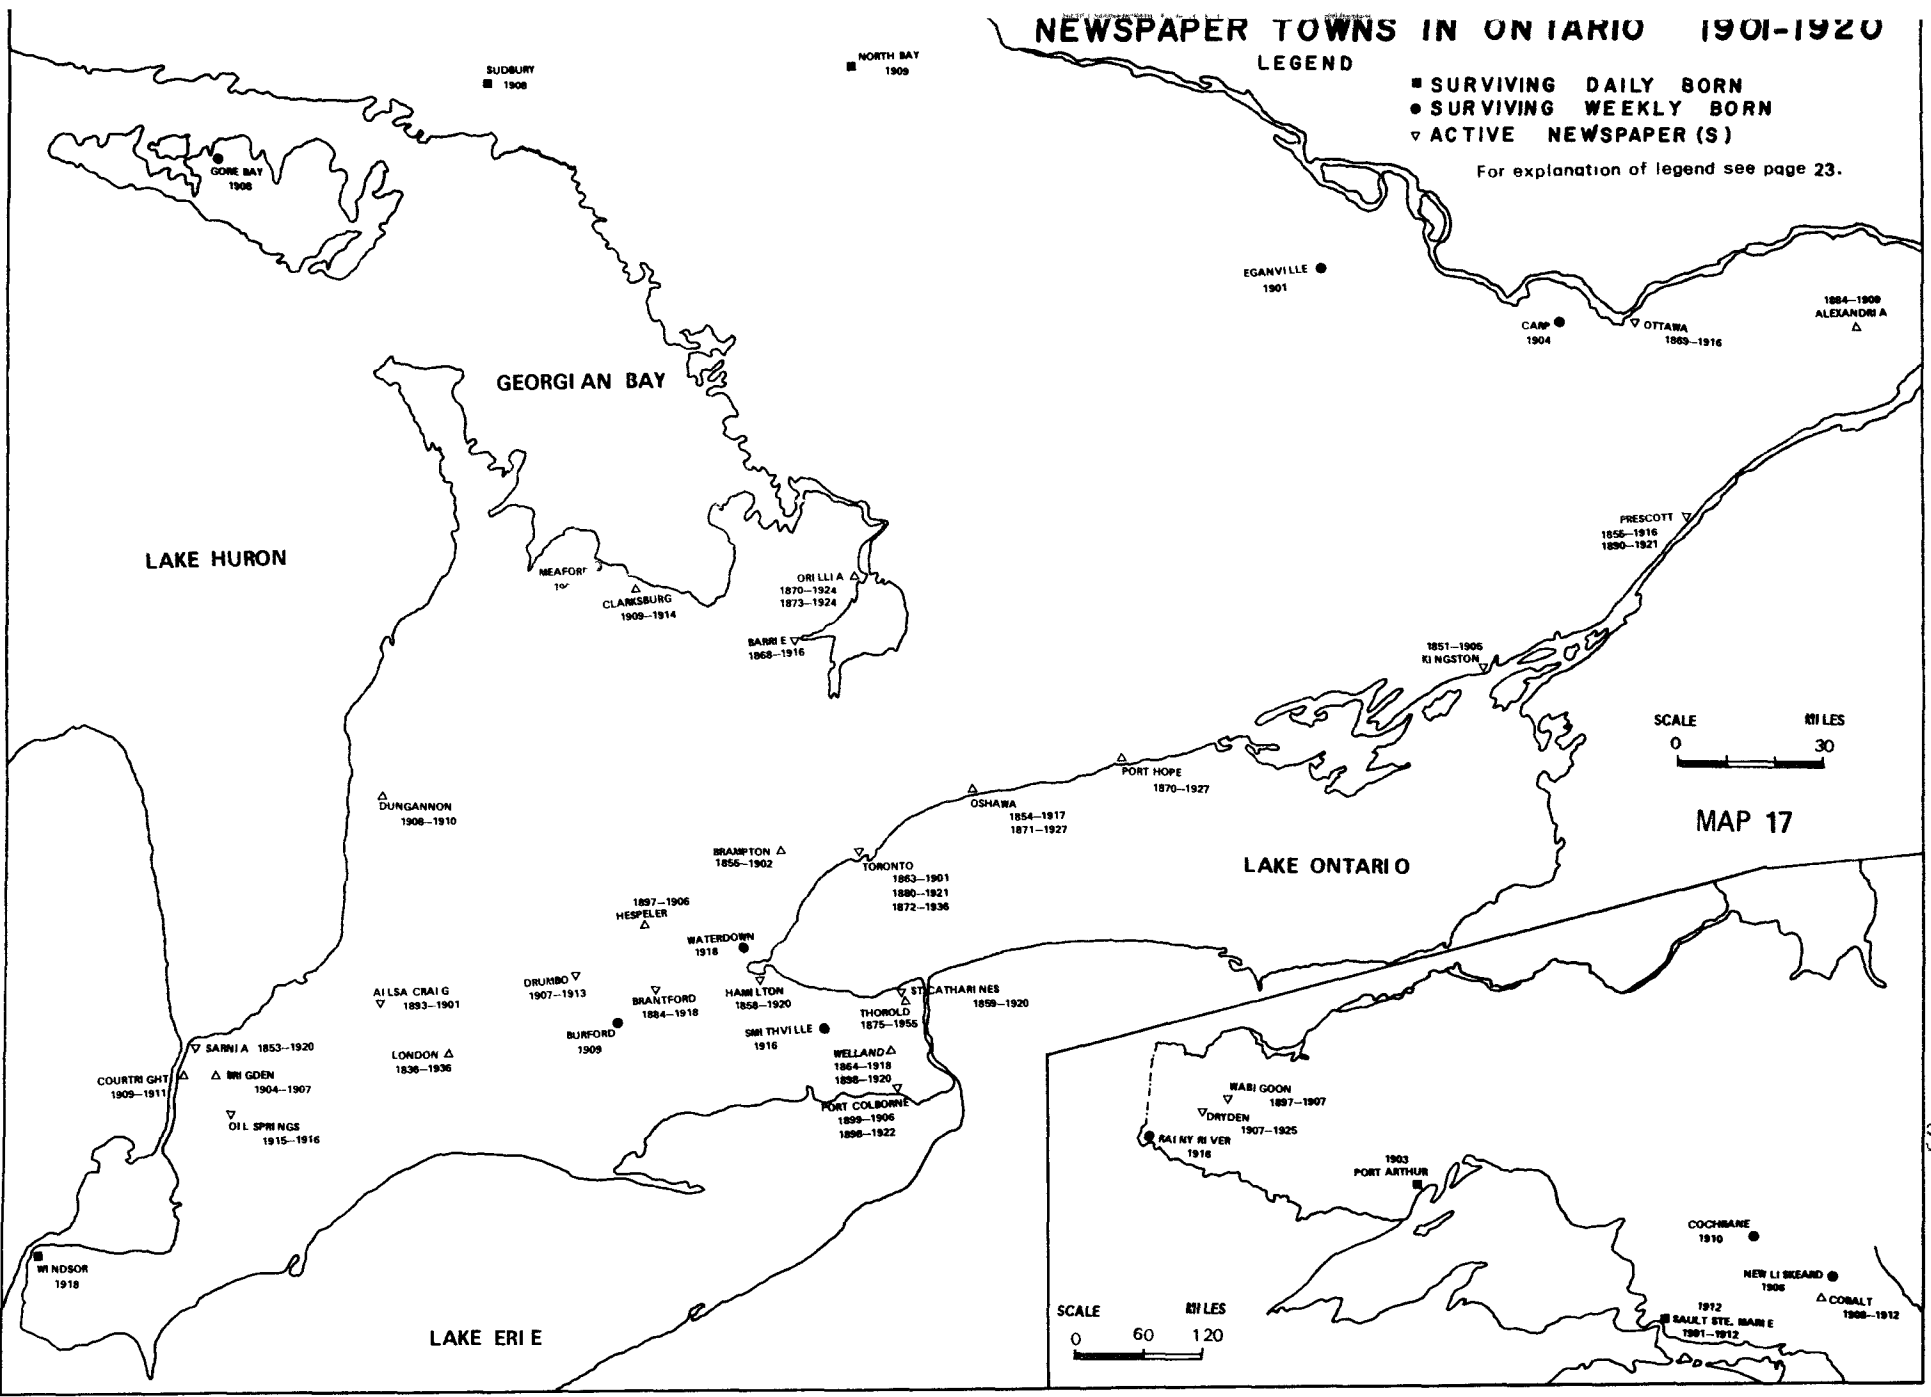 NEWSPAPER TOWNS IN ONTARIO 1901-1920
LEGEND
SURVIVING DAILY BORN
SURVIVING WEEKLY BORN
ACTIVE NEWSPAPER (S)
For explanation of legend see page 23.
SUDBURY
1908
NORTH BAY
1909
GORE BAY
1908
EGANVILLE
1901
CARP
1904
OTTAWA
1869-1916
1884-1909
ALEXANDRIA
GEORGIAN BAY
LAKE HURON
MEAFORD
CLARKSBURG
1909-1914
ORILLIA
1870-1924
1873-1924
BARRIE
1868-1916
PRESCOTT
1855-1916
1890-1921
1851-1905
KINGSTON
SCALE MILES
0 30
MAP 17
PORT HOPE
1870-1927
OSHAWA
1854-1917
1871-1927
DUNGANNON
1908-1910
BRAMPTON
1855-1902
TORONTO
1863-1901
1880-1921
1872-1936
LAKE ONTARIO
1897-1906
HESPELER
WATERDOWN
1918
AILSA CRAIG
1893-1901
DRUMBO
1907-1913
BRANTFORD
1884-1918
HAMILTON
1858-1920
ST. CATHARINES
1859-1920
THOROLD
1875-1955
BURFORD
1909
SMITHVILLE
1916
SARNIA 1853-1920
LONDON
1836-1936
WELLAND
1864-1918
1898-1920
COURTRIGHT
1909-1911
BRIGDEN
1904-1907
PORT COLBORNE
1899-1906
1898-1922
OIL SPRINGS
1915-1916
WINDSOR
1918
LAKE ERIE
WABIGOON
1897-1907
DRYDEN
1907-1925
RAINY RIVER
1916
1903
PORT ARTHUR
COCHRANE
1910
NEW LISKEARD
1906
COBALT
1908-1912
1912
SAULT STE. MARIE
1901-1912
SCALE MILES
0 60 120